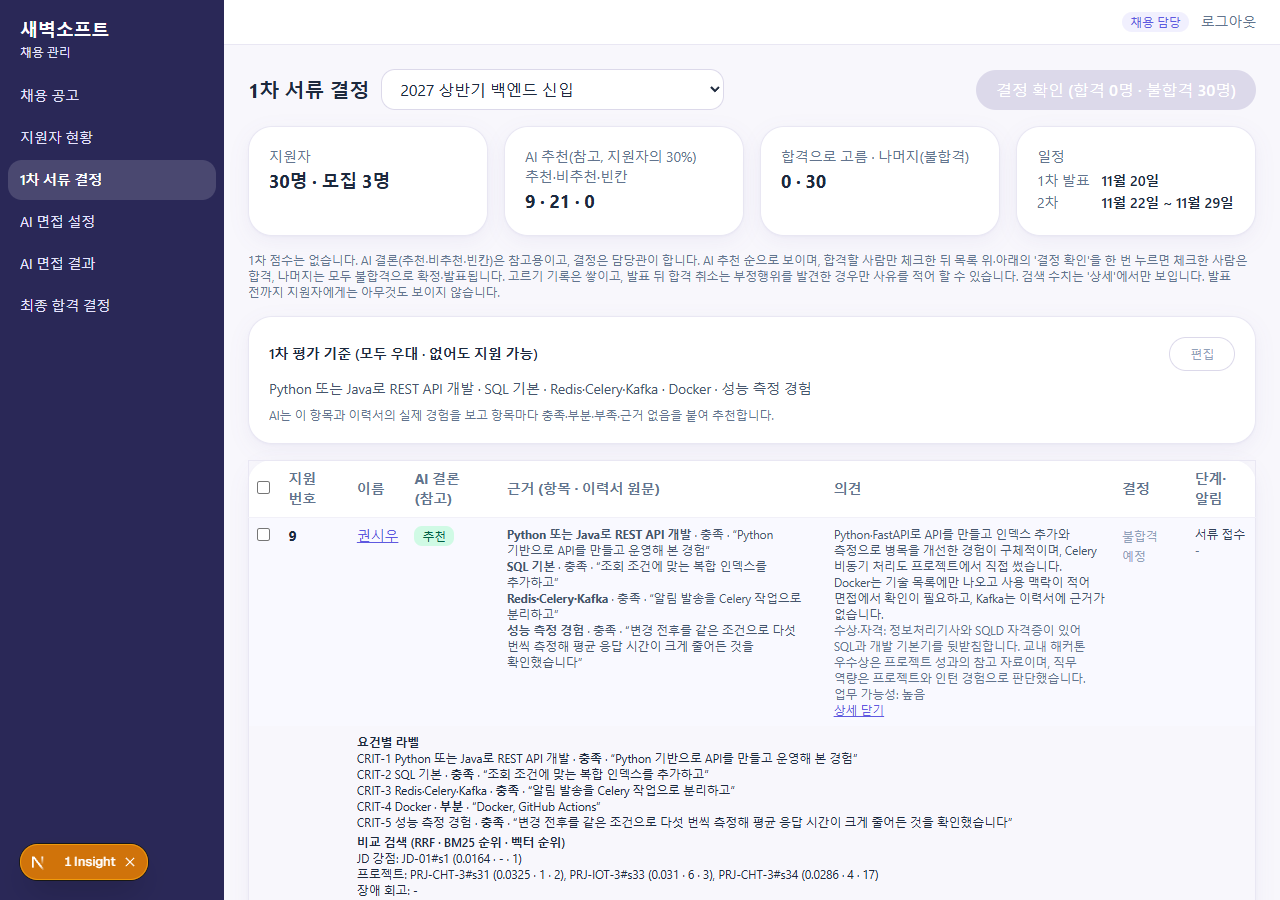 새벽소프트
채용 관리
채용 공고
지원자 현황
1차 서류 결정
AI 면접 설정
AI 면접 결과
최종 합격 결정
채용 담당
로그아웃
1차 서류 결정
2027 상반기 백엔드 신입
결정 확인 (합격 0명 · 불합격 30명)
지원자
30명 · 모집 3명
AI 추천(참고, 지원자의 30%)
추천·비추천·빈칸
9 · 21 · 0
합격으로 고름 · 나머지(불합격)
0 · 30
일정
1차 발표 11월 20일
2차 11월 22일 ~ 11월 29일
1차 점수는 없습니다. AI 결론(추천·비추천·빈칸)은 참고용이고, 결정은 담당관이 합니다. AI 추천 순으로 보이며, 합격할 사람만 체크한 뒤 목록 위·아래의 '결정 확인'을 한 번 누르면 체크한 사람은
합격, 나머지는 모두 불합격으로 확정·발표됩니다. 고르기 기록은 쌓이고, 발표 뒤 합격 취소는 부정행위를 발견한 경우만 사유를 적어 할 수 있습니다. 검색 수치는 '상세'에서만 보입니다. 발표
전까지 지원자에게는 아무것도 보이지 않습니다.
1차 평가 기준 (모두 우대 · 없어도 지원 가능)
편집
Python 또는 Java로 REST API 개발 · SQL 기본 · Redis·Celery·Kafka · Docker · 성능 측정 경험
AI는 이 항목과 이력서의 실제 경험을 보고 항목마다 충족·부분·부족·근거 없음을 붙여 추천합니다.
지원
번호
이름
AI 결론
(참고)
근거 (항목 · 이력서 원문)
의견
결정
단계·
알림
9
권시우
추천
Python 또는 Java로 REST API 개발 · 충족 · “Python
기반으로 API를 만들고 운영해 본 경험”
SQL 기본 · 충족 · “조회 조건에 맞는 복합 인덱스를
추가하고”
Redis·Celery·Kafka · 충족 · “알림 발송을 Celery 작업으로
분리하고”
성능 측정 경험 · 충족 · “변경 전후를 같은 조건으로 다섯
번씩 측정해 평균 응답 시간이 크게 줄어든 것을
확인했습니다”
Python·FastAPI로 API를 만들고 인덱스 추가와
측정으로 병목을 개선한 경험이 구체적이며, Celery
비동기 처리도 프로젝트에서 직접 썼습니다.
Docker는 기술 목록에만 나오고 사용 맥락이 적어
면접에서 확인이 필요하고, Kafka는 이력서에 근거가
없습니다.
수상·자격: 정보처리기사와 SQLD 자격증이 있어
SQL과 개발 기본기를 뒷받침합니다. 교내 해커톤
우수상은 프로젝트 성과의 참고 자료이며, 직무
역량은 프로젝트와 인턴 경험으로 판단했습니다.
업무 가능성: 높음
상세 닫기
불합격
예정
서류 접수
-
요건별 라벨
CRIT-1 Python 또는 Java로 REST API 개발 · 충족 · “Python 기반으로 API를 만들고 운영해 본 경험”
CRIT-2 SQL 기본 · 충족 · “조회 조건에 맞는 복합 인덱스를 추가하고”
CRIT-3 Redis·Celery·Kafka · 충족 · “알림 발송을 Celery 작업으로 분리하고”
CRIT-4 Docker · 부분 · “Docker, GitHub Actions”
CRIT-5 성능 측정 경험 · 충족 · “변경 전후를 같은 조건으로 다섯 번씩 측정해 평균 응답 시간이 크게 줄어든 것을 확인했습니다”
비교 검색 (RRF · BM25 순위 · 벡터 순위)
JD 강점: JD-01#s1 (0.0164 · - · 1)
프로젝트: PRJ-CHT-3#s31 (0.0325 · 1 · 2), PRJ-IOT-3#s33 (0.031 · 6 · 3), PRJ-CHT-3#s34 (0.0286 · 4 · 17)
장애 회고: -
N 1 Insight ×